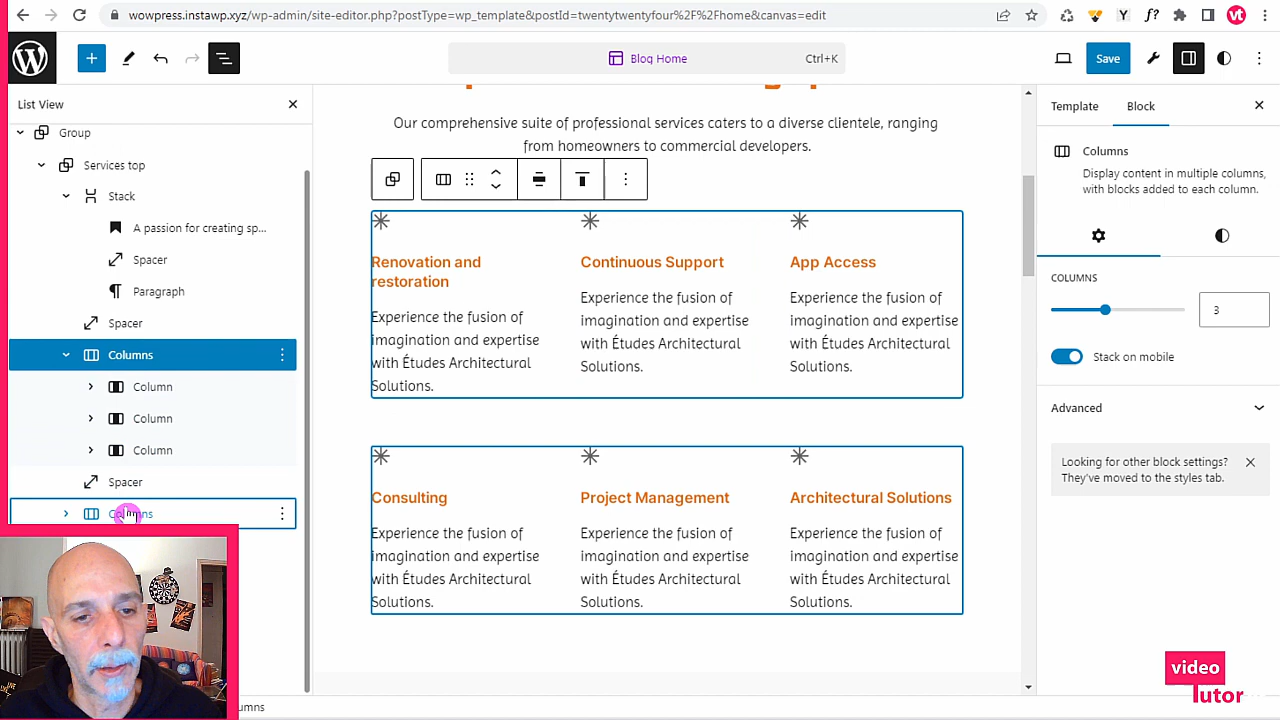 wowpress.instawp.xyz/wp-admin/site-editor.php?postType=wp_template&postId=twentytwentyfour%2F%2Fhome&canvas=edit
Blog Home
Ctrl+K
Save
List View
Group
Services top
Stack
A passion for creating sp...
Spacer
Paragraph
Spacer
Columns
Column
Column
Column
Spacer
Columns
Our comprehensive suite of professional services caters to a diverse clientele, ranging
from homeowners to commercial developers.
Renovation and
restoration
Experience the fusion of
imagination and expertise
with Études Architectural
Solutions.
Continuous Support
Experience the fusion of
imagination and expertise
with Études Architectural
Solutions.
App Access
Experience the fusion of
imagination and expertise
with Études Architectural
Solutions.
Consulting
Experience the fusion of
imagination and expertise
with Études Architectural
Solutions.
Project Management
Experience the fusion of
imagination and expertise
with Études Architectural
Solutions.
Architectural Solutions
Experience the fusion of
imagination and expertise
with Études Architectural
Solutions.
Template
Block
Columns
Display content in multiple columns,
with blocks added to each column.
COLUMNS
3
Stack on mobile
Advanced
Looking for other block settings?
They've moved to the styles tab.
video
tutor